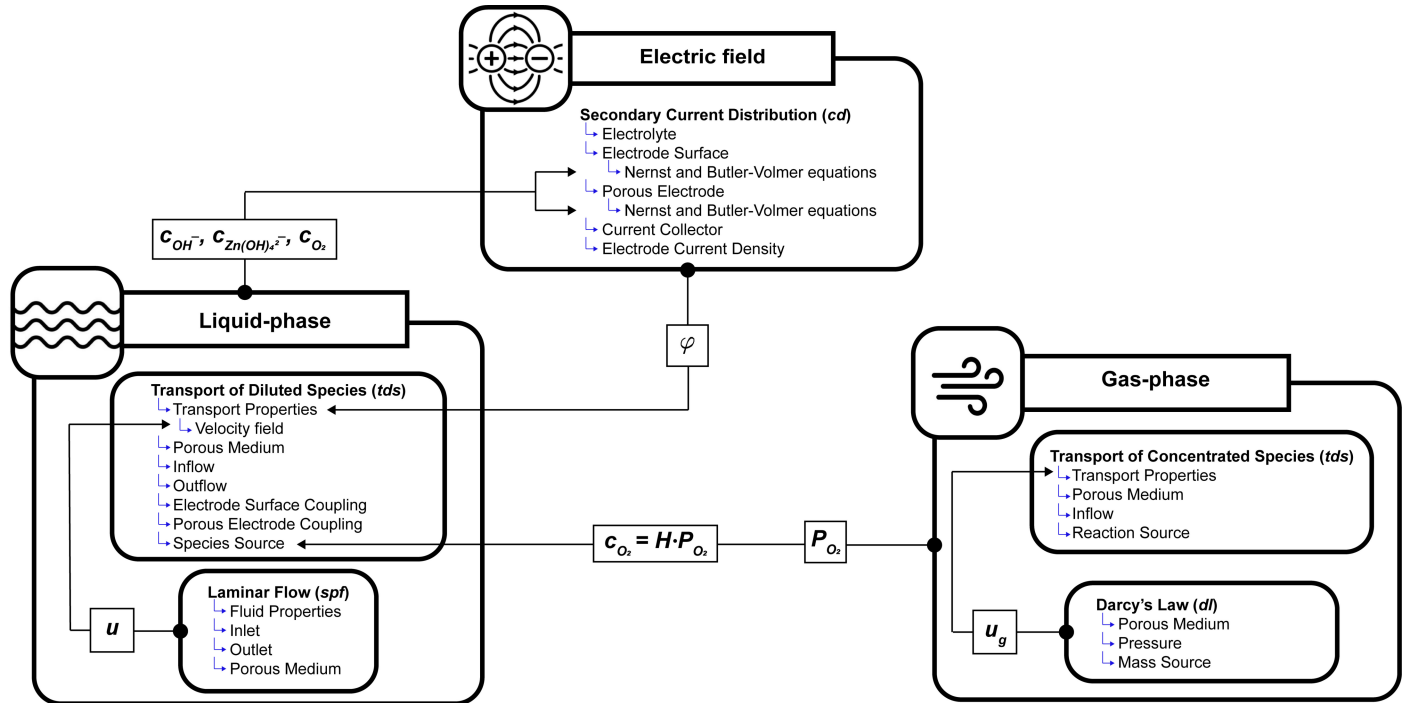 Electric field
Secondary Current Distribution (cd)
Electrolyte
Electrode Surface
Nernst and Butler-Volmer equations
Porous Electrode
Nernst and Butler-Volmer equations
Current Collector
Electrode Current Density
c_OH⁻, c_Zn(OH)₄²⁻, c_O₂
φ
Liquid-phase
Transport of Diluted Species (tds)
Transport Properties
Velocity field
Porous Medium
Inflow
Outflow
Electrode Surface Coupling
Porous Electrode Coupling
Species Source
Laminar Flow (spf)
Fluid Properties
Inlet
Outlet
Porous Medium
u
c_O₂ = H·P_O₂
P_O₂
Gas-phase
Transport of Concentrated Species (tds)
Transport Properties
Porous Medium
Inflow
Reaction Source
Darcy's Law (dl)
Porous Medium
Pressure
Mass Source
u_g